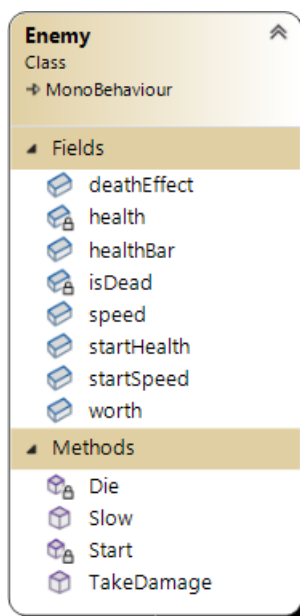 Enemy
Class
MonoBehaviour
Fields
deathEffect
health
healthBar
isDead
speed
startHealth
startSpeed
worth
Methods
Die
Slow
Start
TakeDamage